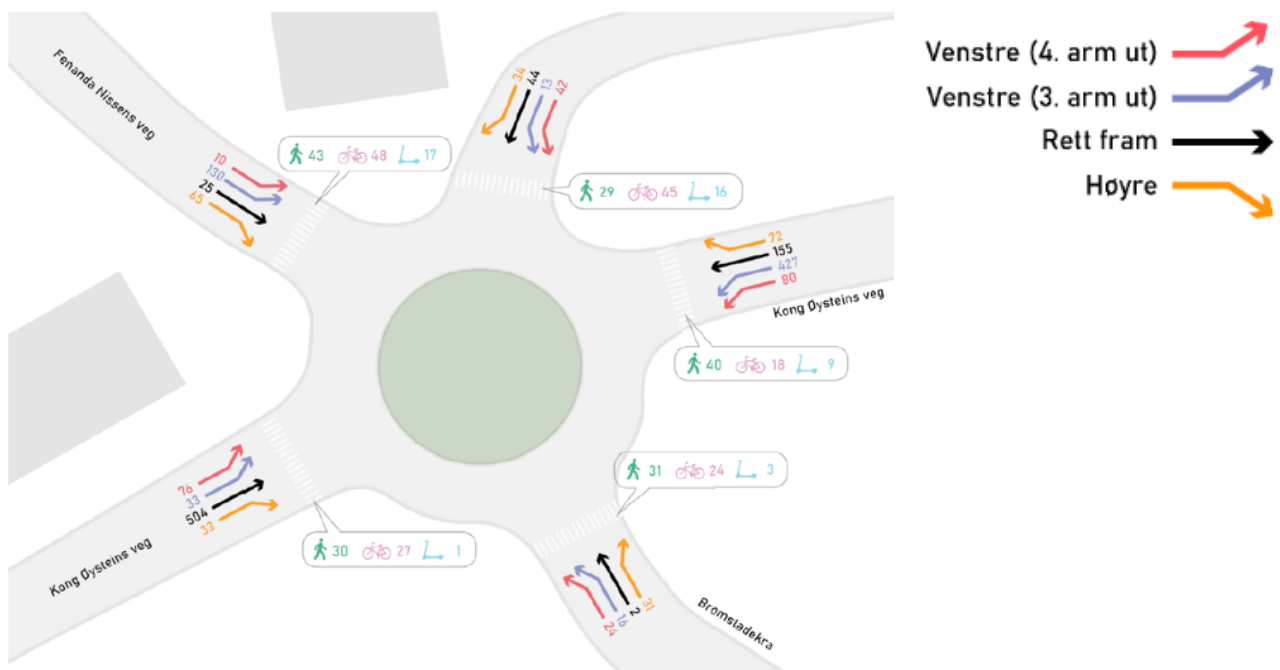 Fenanda Nissens veg
34
44
13
42
43 48 17
10
130
25
65
29 45 16
72
155
427
80
Kong Øysteins veg
40 18 9
31 24 3
76
33
504
33
Kong Øysteins veg
30 27 1
24
16
2
31
Bromstadekra
Venstre (4. arm ut)
Venstre (3. arm ut)
Rett fram
Høyre